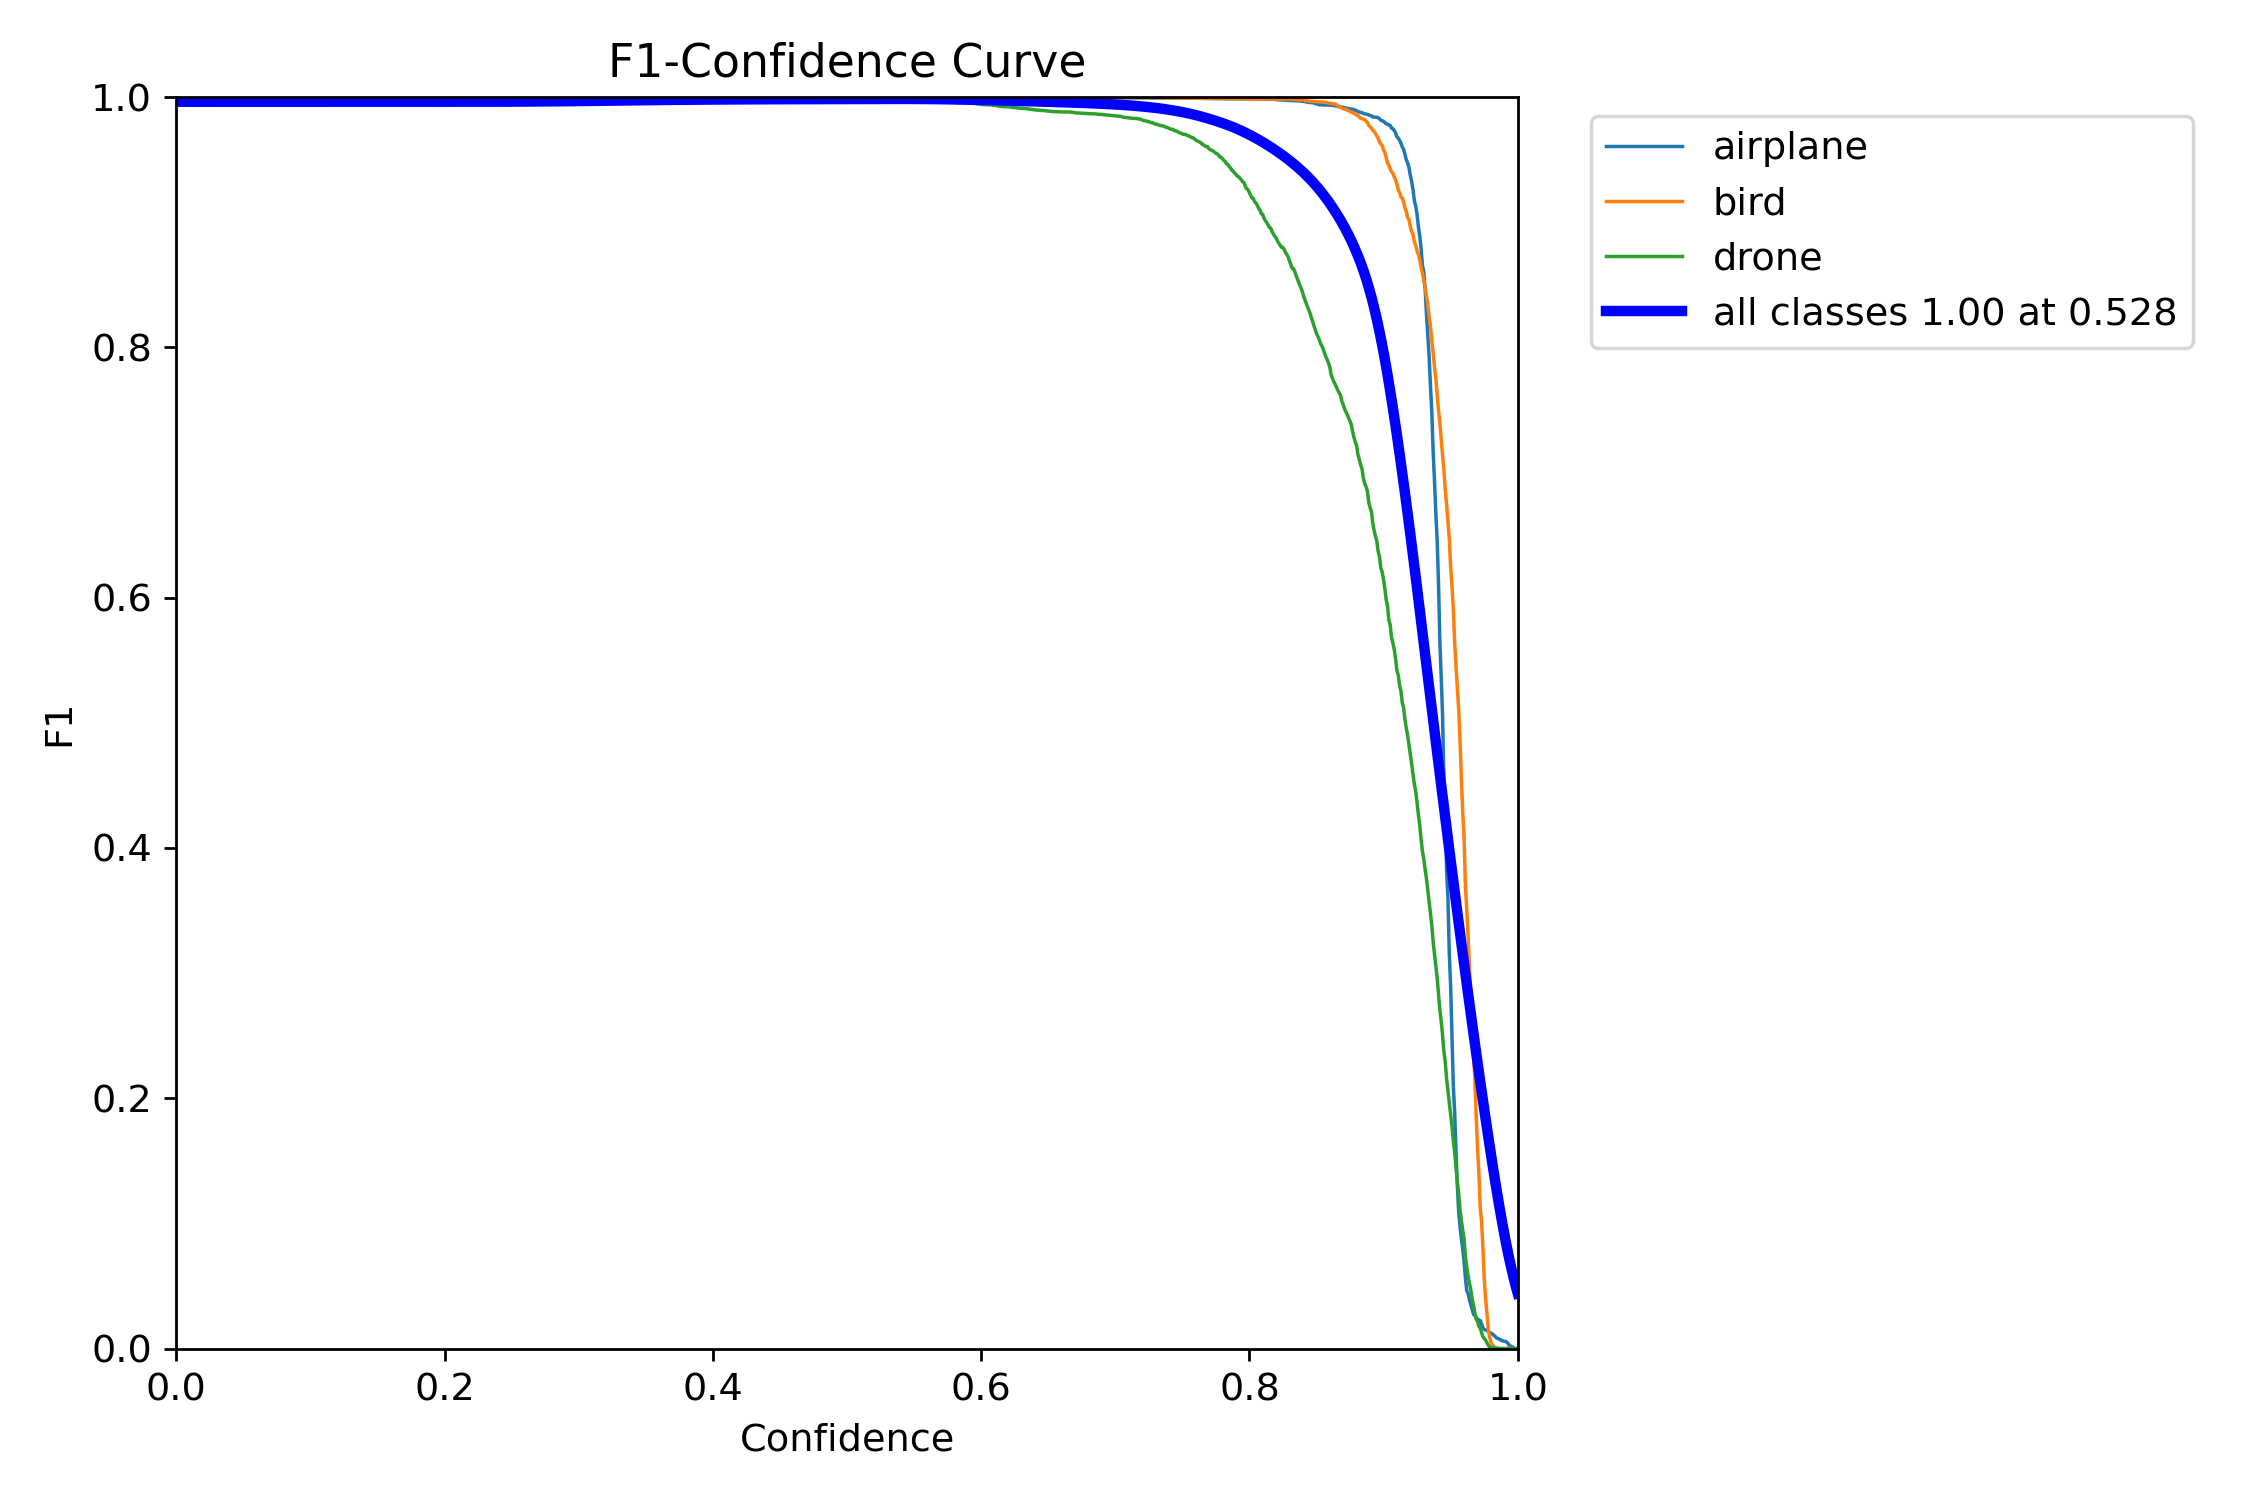 F1-Confidence Curve
1.0
0.8
0.6
0.4
0.2
0.0
F1
0.0 0.2 0.4 0.6 0.8 1.0
Confidence
airplane
bird
drone
all classes 1.00 at 0.528